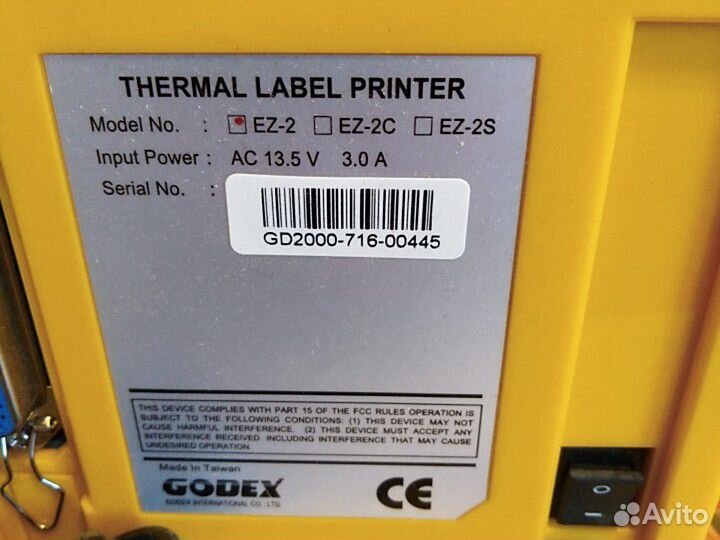 THERMAL LABEL PRINTER
Model No. : EZ-2 EZ-2C EZ-2S
Input Power : AC 13.5 V 3.0 A
Serial No. :
GD2000-716-00445
THIS DEVICE COMPLIES WITH PART 15 OF THE FCC RULES OPERATION IS
SUBJECT TO THE FOLLOWING CONDITIONS: (1) THIS DEVICE MAY NOT
CAUSE HARMFUL INTERFERENCE. (2) THIS DEVICE MUST ACCEPT ANY
INTERFERENCE RECEIVED. INCLUDING INTERFERENCE THAT MAY CAUSE
UNDESIRED OPERATION
Made In Taiwan
GODEX
GODEX INTERNATIONAL CO., LTD.
CE
Avito